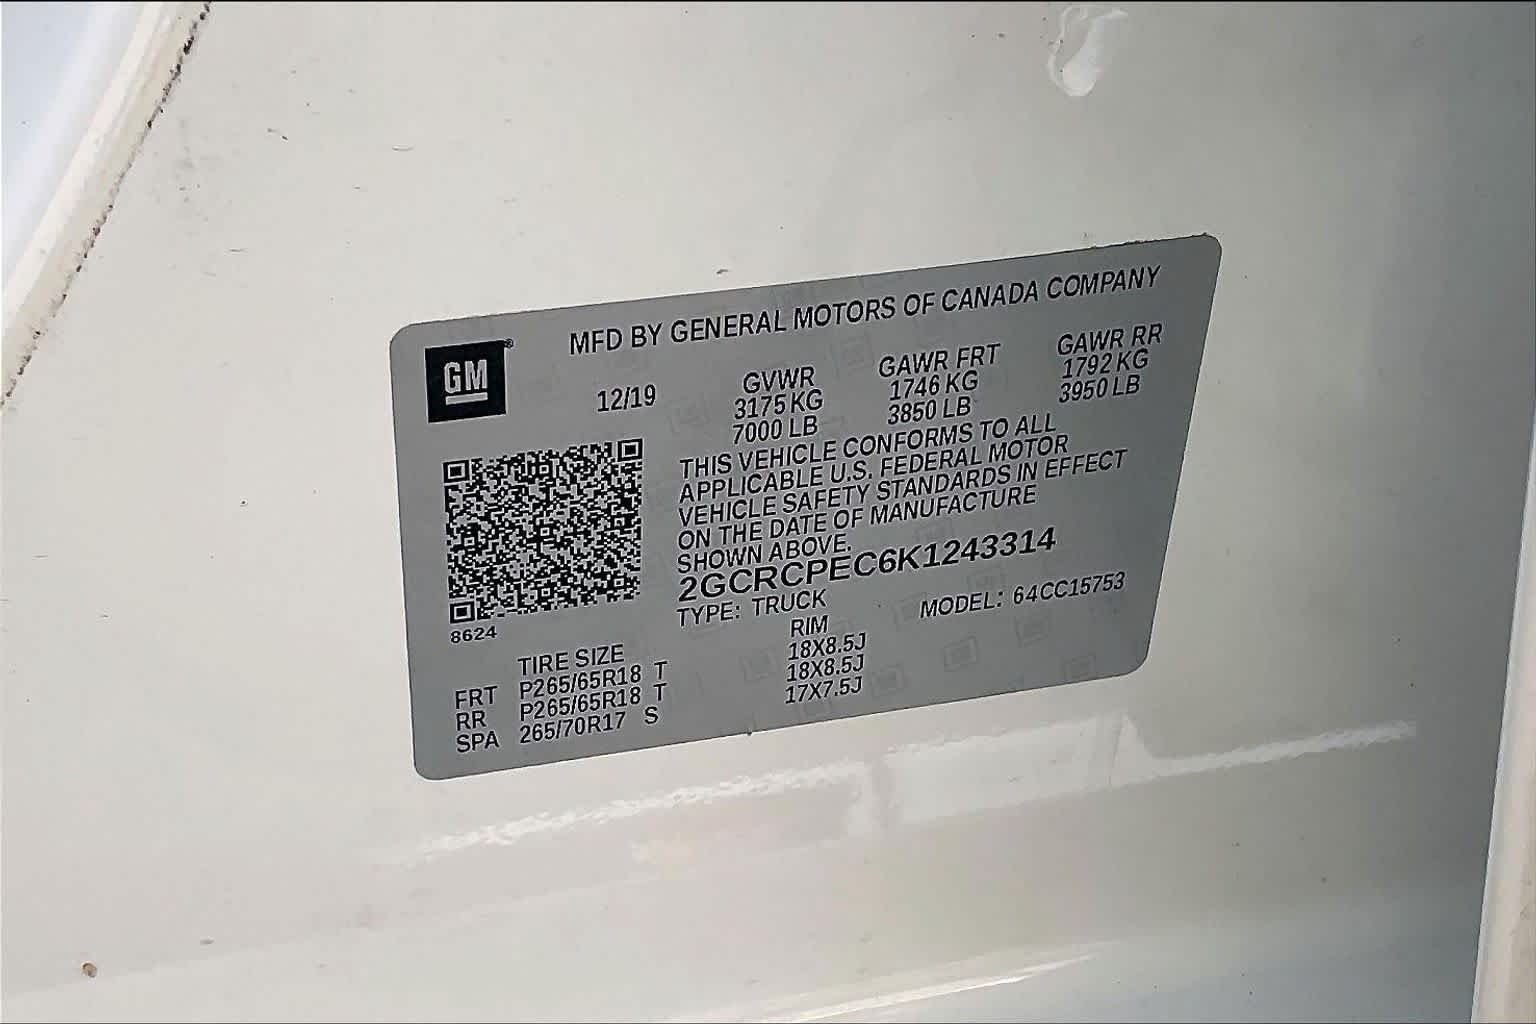 MFD BY GENERAL MOTORS OF CANADA COMPANY
GM®
12/19
GVWR GAWR FRT GAWR RR
3175 KG 1746 KG 1792 KG
7000 LB 3850 LB 3950 LB
THIS VEHICLE CONFORMS TO ALL
APPLICABLE U.S. FEDERAL MOTOR
VEHICLE SAFETY STANDARDS IN EFFECT
ON THE DATE OF MANUFACTURE
SHOWN ABOVE.
2GCRCPEC6K1243314
TYPE: TRUCK MODEL: 64CC15753
8624
TIRE SIZE RIM
FRT P265/65R18 T 18X8.5J
RR P265/65R18 T 18X8.5J
SPA 265/70R17 S 17X7.5J